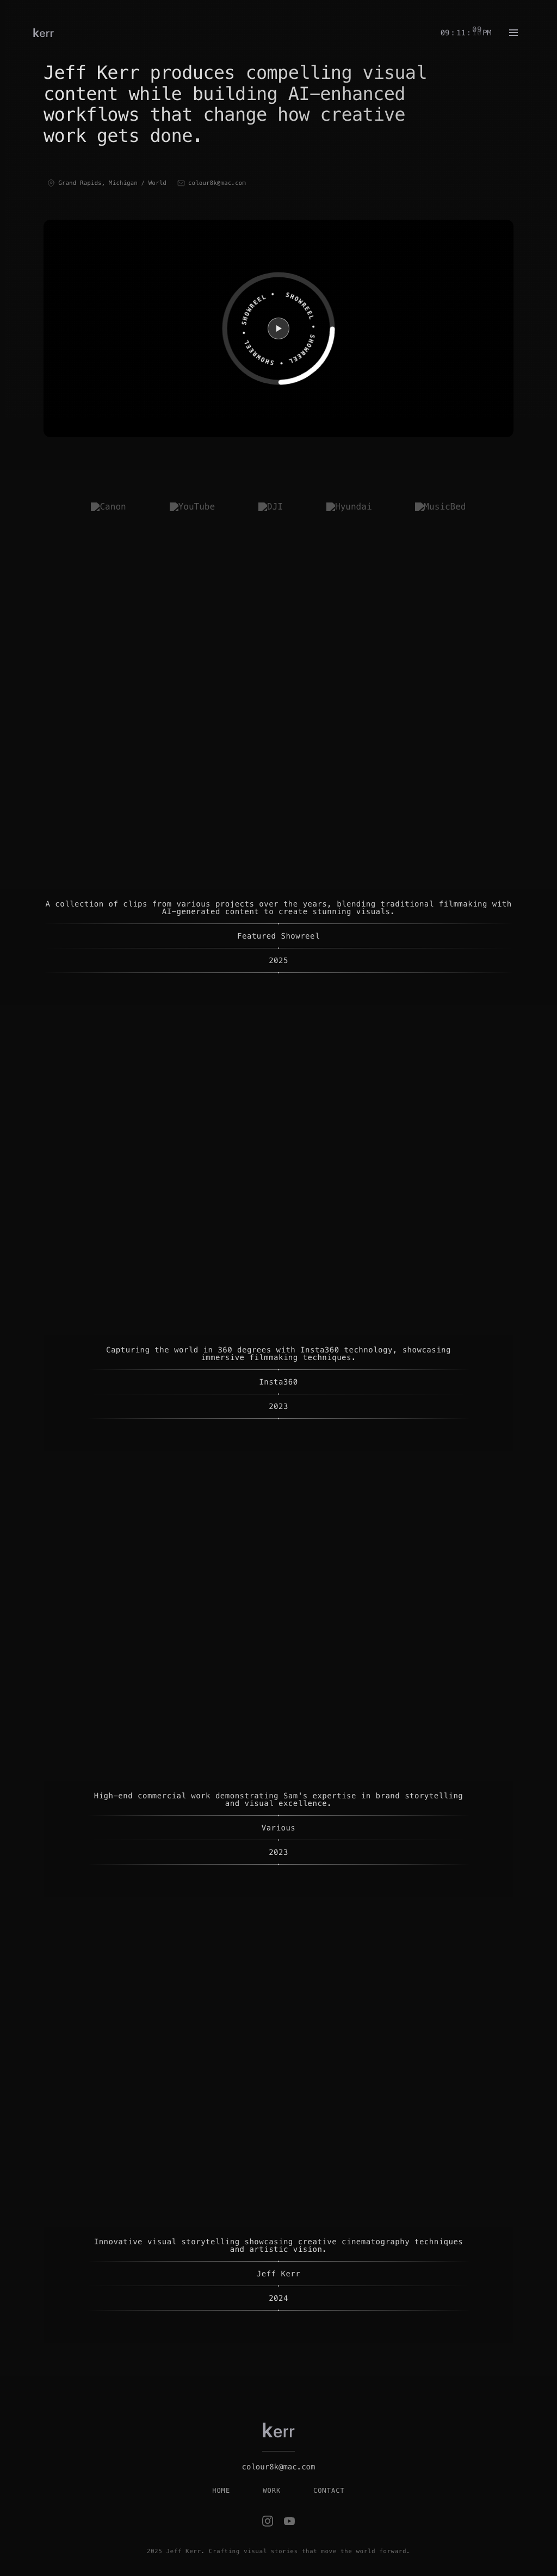 kerr
09:11:09 PM
Jeff Kerr produces compelling visual
content while building AI-enhanced
workflows that change how creative
work gets done.
Grand Rapids, Michigan / World
colour8k@mac.com
SHOWREEL • SHOWREEL • SHOWREEL • SHOWREEL •
Canon
YouTube
DJI
Hyundai
MusicBed
A collection of clips from various projects over the years, blending traditional filmmaking with
AI-generated content to create stunning visuals.
Featured Showreel
2025
Capturing the world in 360 degrees with Insta360 technology, showcasing
immersive filmmaking techniques.
Insta360
2023
High-end commercial work demonstrating Sam's expertise in brand storytelling
and visual excellence.
Various
2023
Innovative visual storytelling showcasing creative cinematography techniques
and artistic vision.
Jeff Kerr
2024
kerr
colour8k@mac.com
HOME
WORK
CONTACT
2025 Jeff Kerr. Crafting visual stories that move the world forward.